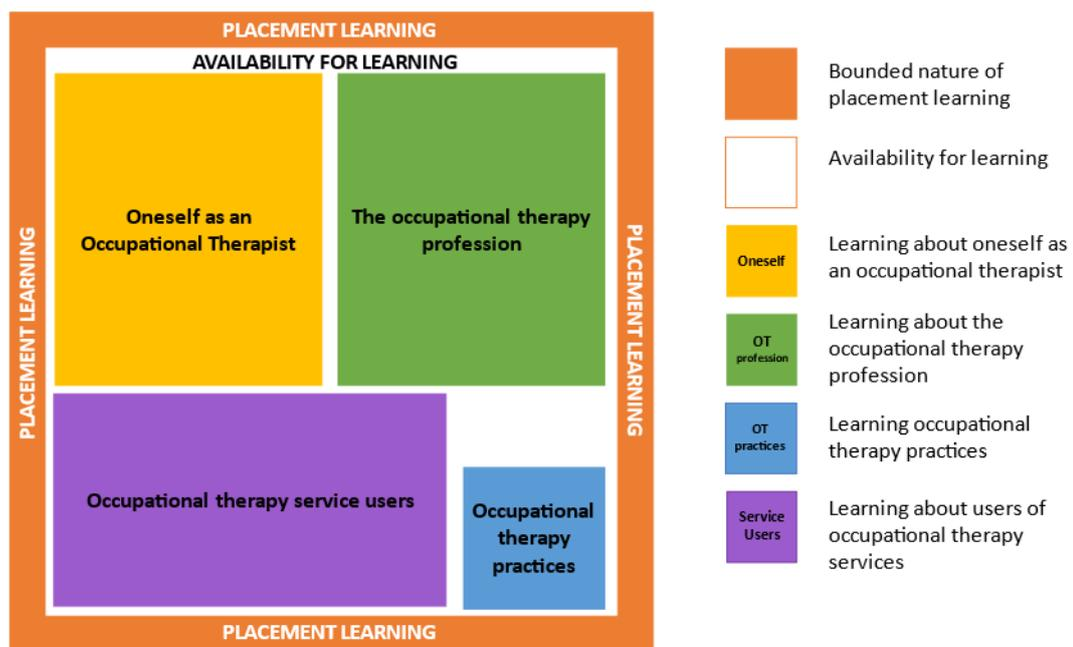 PLACEMENT LEARNING
AVAILABILITY FOR LEARNING
PLACEMENT LEARNING
Oneself as an
Occupational Therapist
The occupational therapy
profession
PLACEMENT LEARNING
Occupational therapy service users
Occupational
therapy
practices
PLACEMENT LEARNING
Bounded nature of
placement learning
Availability for learning
Oneself
Learning about oneself as
an occupational therapist
OT
profession
Learning about the
occupational therapy
profession
OT
practices
Learning occupational
therapy practices
Service
Users
Learning about users of
occupational therapy
services